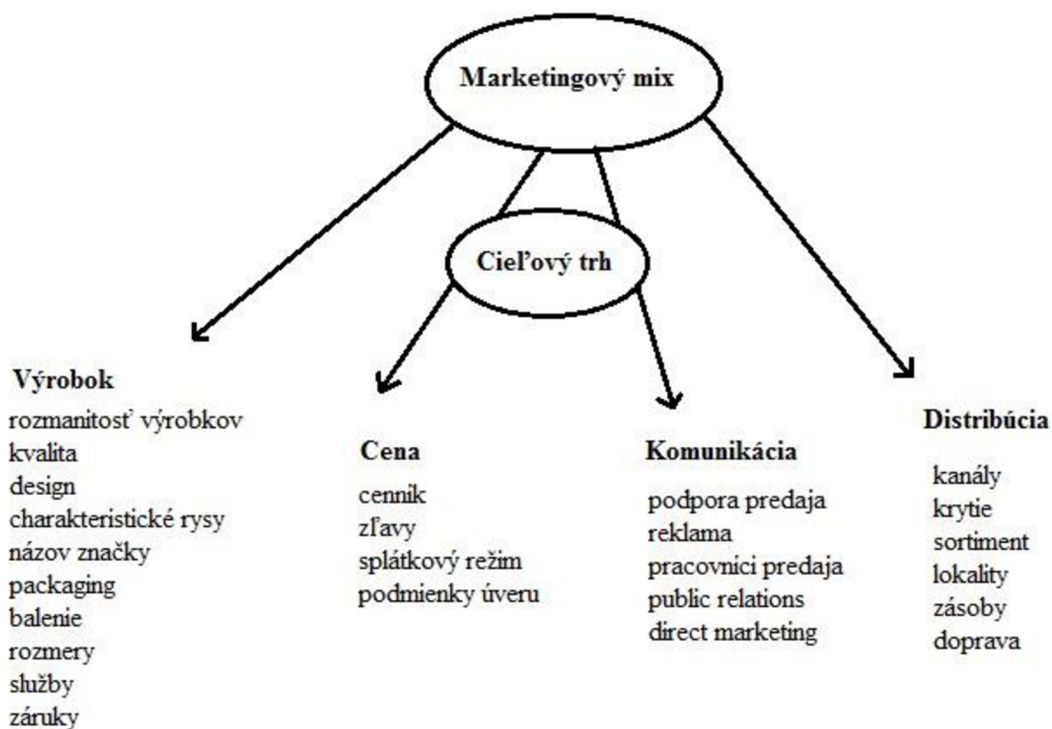 Marketingový mix
Cieľový trh
Výrobok
rozmanitosť výrobkov
kvalita
design
charakteristické rysy
názov značky
packaging
balenie
rozmery
služby
záruky
Cena
cenník
zľavy
splátkový režim
podmienky úveru
Komunikácia
podpora predaja
reklama
pracovníci predaja
public relations
direct marketing
Distribúcia
kanály
krytie
sortiment
lokality
zásoby
doprava